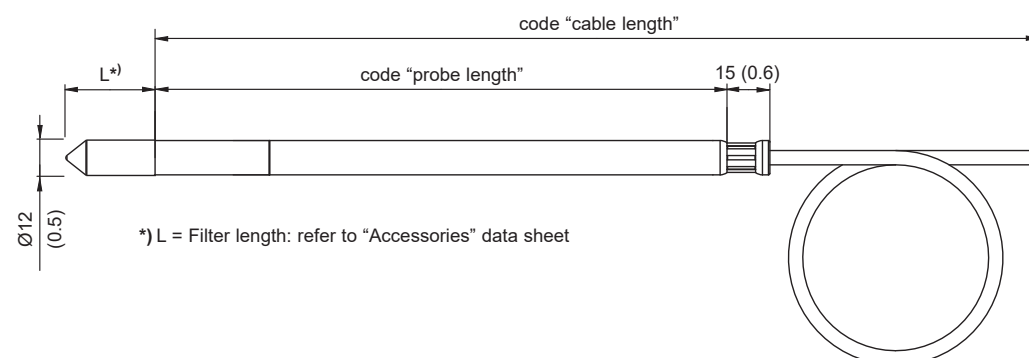 code “cable length”
L*)
code “probe length”
15 (0.6)
Ø12
(0.5)
*) L = Filter length: refer to “Accessories” data sheet